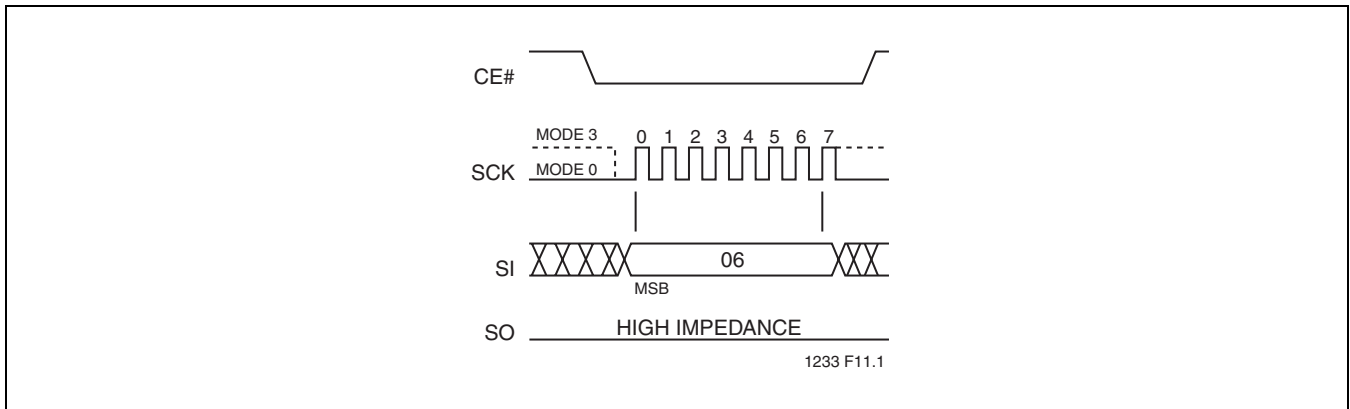 CE#
MODE 3
0 1 2 3 4 5 6 7
SCK
MODE 0
SI
06
MSB
SO
HIGH IMPEDANCE
1233 F11.1